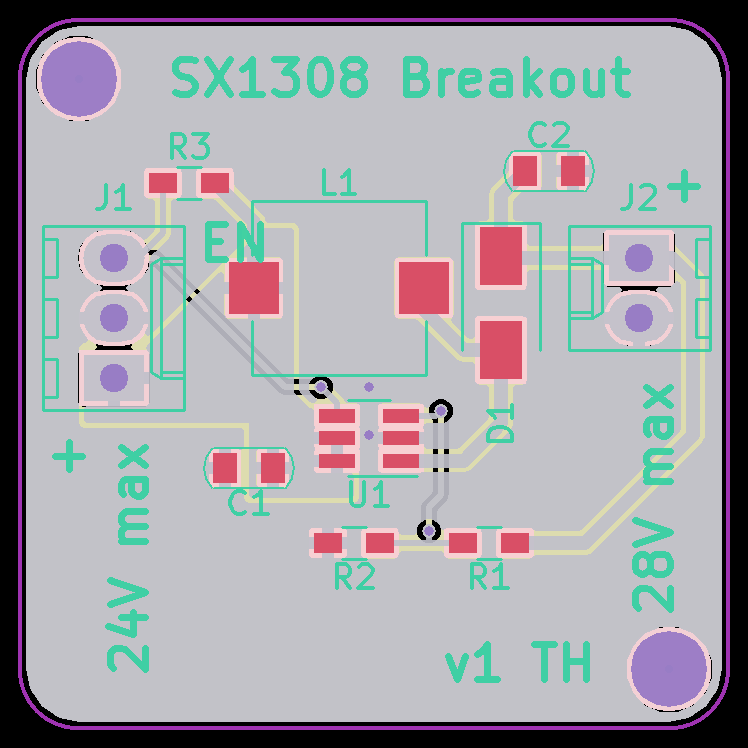 SX1308 Breakout
C2
R3
L1
+
J1
J2
EN
D1
+
24V max
28V max
C1
U1
R2
R1
v1 TH